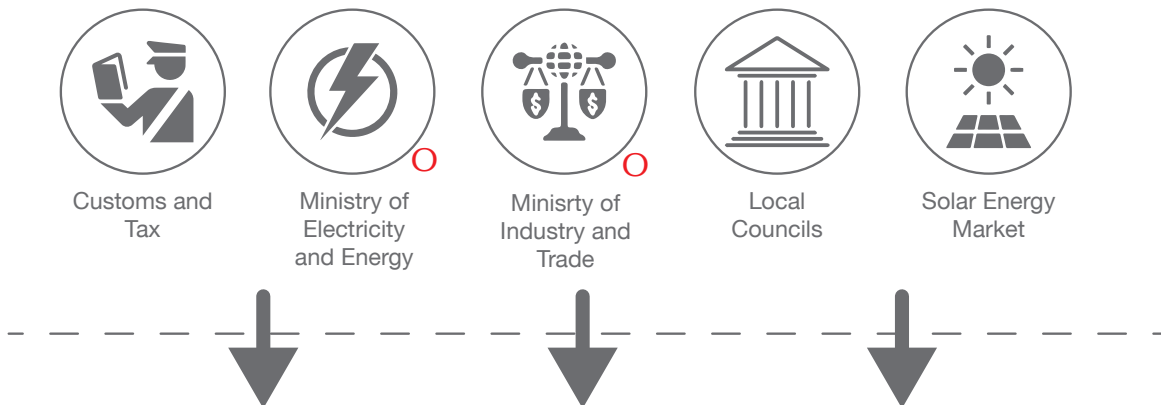 $ $
O
O
Customs and
Tax
Ministry of
Electricity
and Energy
Minisrty of
Industry and
Trade
Local
Councils
Solar Energy
Market